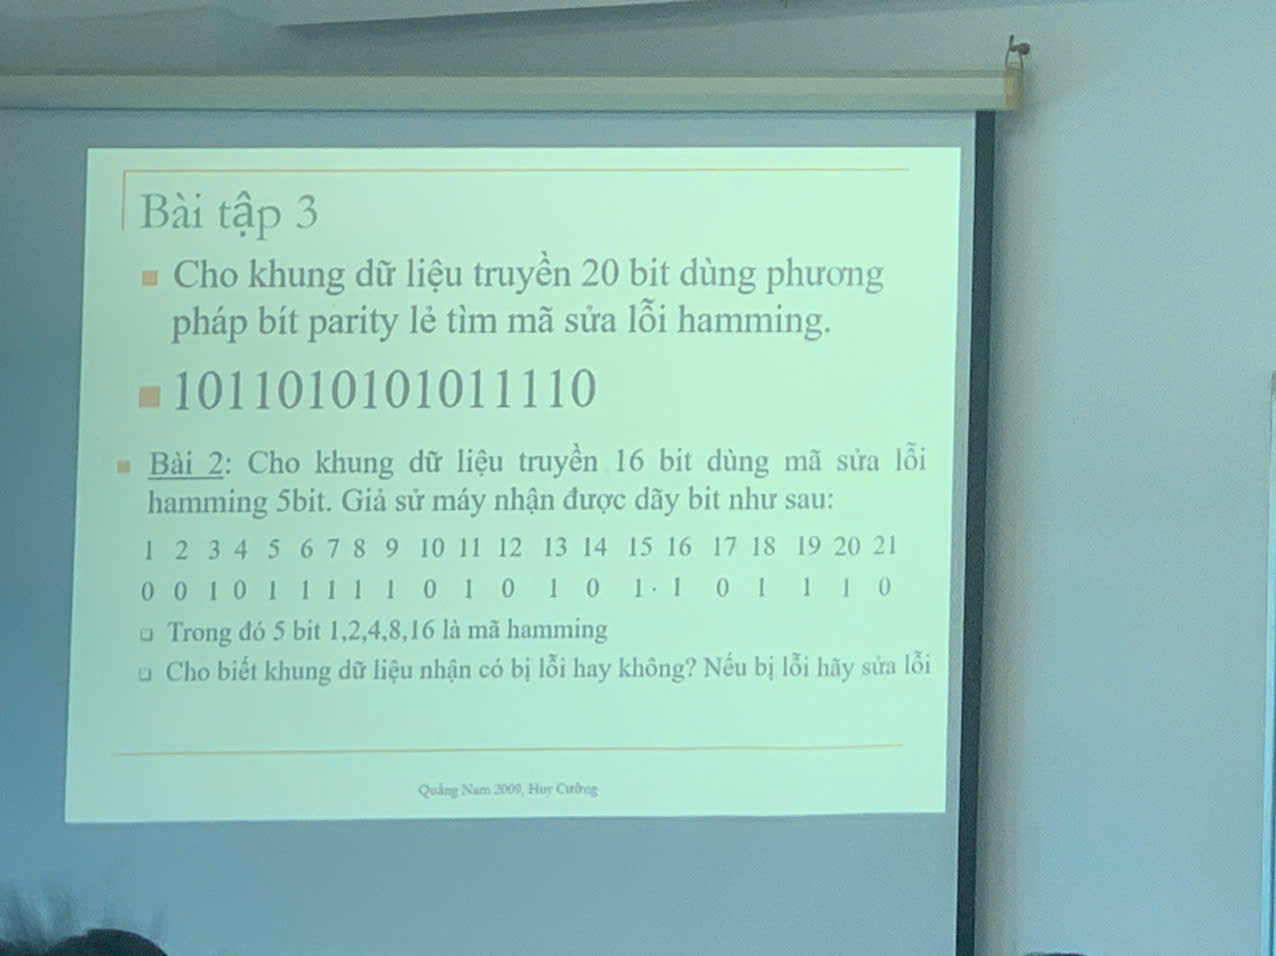 Bài tập 3
Cho khung dữ liệu truyền 20 bit dùng phương
pháp bít parity lẻ tìm mã sửa lỗi hamming.
1011010101011110
Bài 2: Cho khung dữ liệu truyền 16 bit dùng mã sửa lỗi
hamming 5bit. Giả sử máy nhận được dãy bit như sau:
1 2 3 4 5 6 7 8 9 10 11 12 13 14 15 16 17 18 19 20 21
0 0 1 0 1 1 1 1 1 0 1 0 1 0 1 1 0 1 1 1 0
Trong đó 5 bit 1,2,4,8,16 là mã hamming
Cho biết khung dữ liệu nhận có bị lỗi hay không? Nếu bị lỗi hãy sửa lỗi
Quảng Nam 2009, Huy Cường